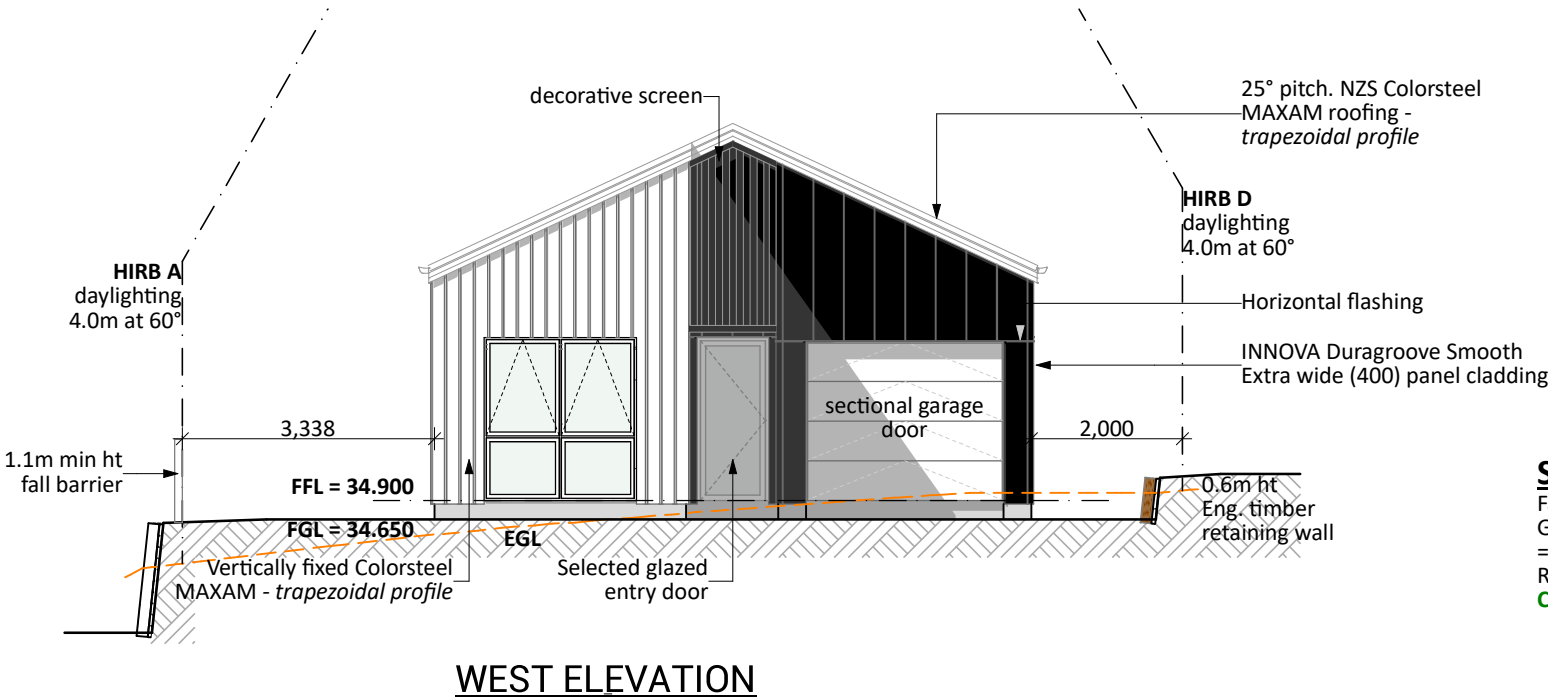 decorative screen
25° pitch. NZS Colorsteel
MAXAM roofing -
trapezoidal profile
HIRB D
daylighting
4.0m at 60°
HIRB A
daylighting
4.0m at 60°
Horizontal flashing
INNOVA Duragroove Smooth
Extra wide (400) panel cladding
sectional garage
door
3,338
2,000
1.1m min ht
fall barrier
FFL = 34.900
0.6m ht
Eng. timber
retaining wall
FGL = 34.650
EGL
Vertically fixed Colorsteel
MAXAM - trapezoidal profile
Selected glazed
entry door
S
F
G
=
R
WEST ELEVATION